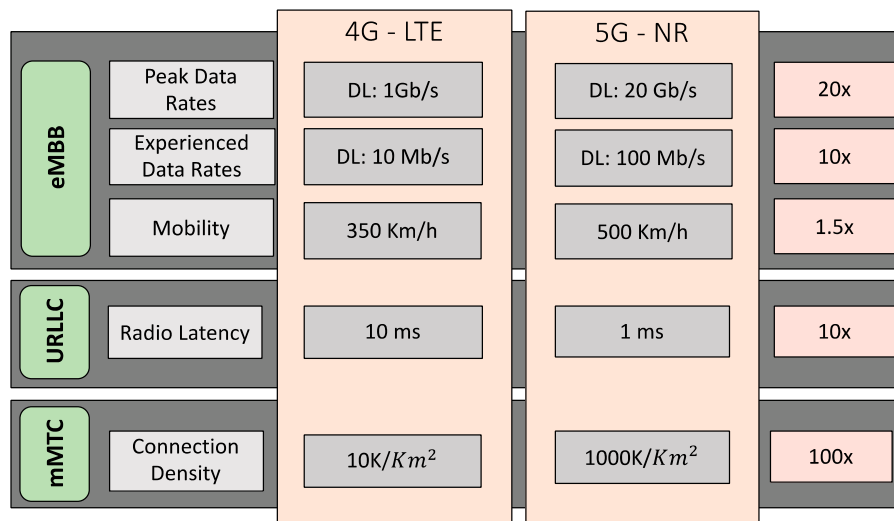 4G - LTE
5G - NR
eMBB
Peak Data
Rates
DL: 1Gb/s
DL: 20 Gb/s
20x
Experienced
Data Rates
DL: 10 Mb/s
DL: 100 Mb/s
10x
Mobility
350 Km/h
500 Km/h
1.5x
URLLC
Radio Latency
10 ms
1 ms
10x
mMTC
Connection
Density
10K/Km²
1000K/Km²
100x